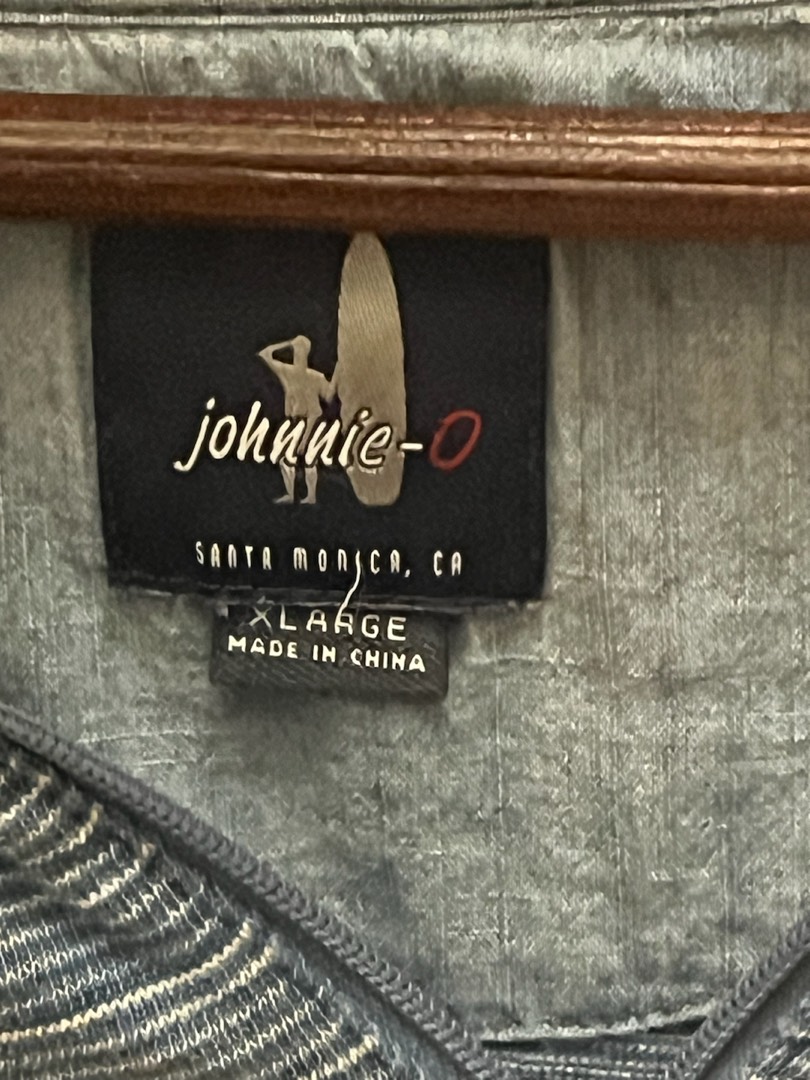 johnnie-O
SANTA MONICA, CA
XLARGE
MADE IN CHINA